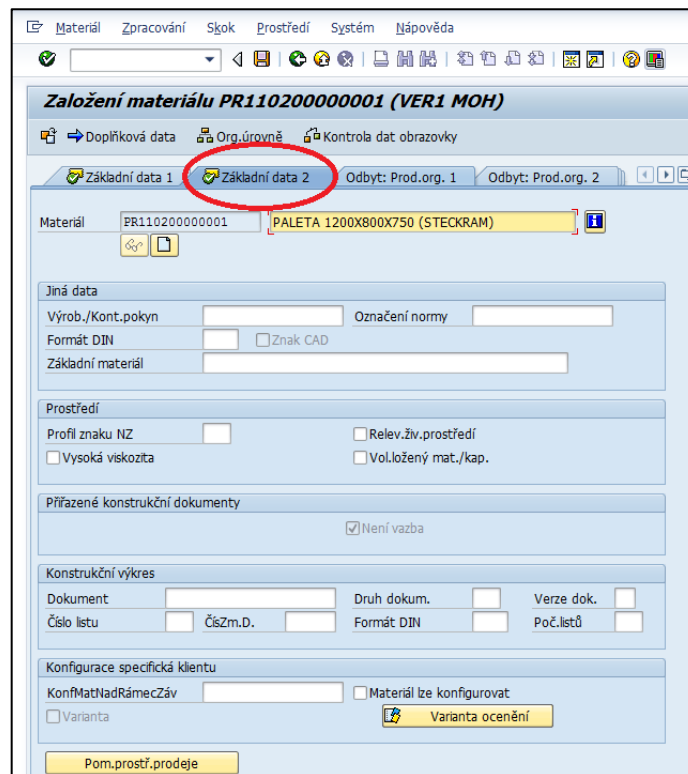 Materiál Zpracování Skok Prostředí Systém Nápověda
Založení materiálu PR110200000001 (VER1 MOH)
Doplňková data Org.úrovně Kontrola dat obrazovky
Základní data 1 Základní data 2 Odbyt: Prod.org. 1 Odbyt: Prod.org. 2
Materiál PR110200000001 PALETA 1200X800X750 (STECKRAM)
Jiná data
Výrob./Kont.pokyn Označení normy
Formát DIN Znak CAD
Základní materiál
Prostředí
Profil znaku NZ Relev.živ.prostředí
Vysoká viskozita Vol.ložený mat./kap.
Přiřazené konstrukční dokumenty
Není vazba
Konstrukční výkres
Dokument Druh dokum. Verze dok.
Číslo listu ČísZm.D. Formát DIN Poč.listů
Konfigurace specifická klientu
KonfMatNadRámecZáv Materiál lze konfigurovat
Varianta Varianta ocenění
Pom.prostř.prodeje